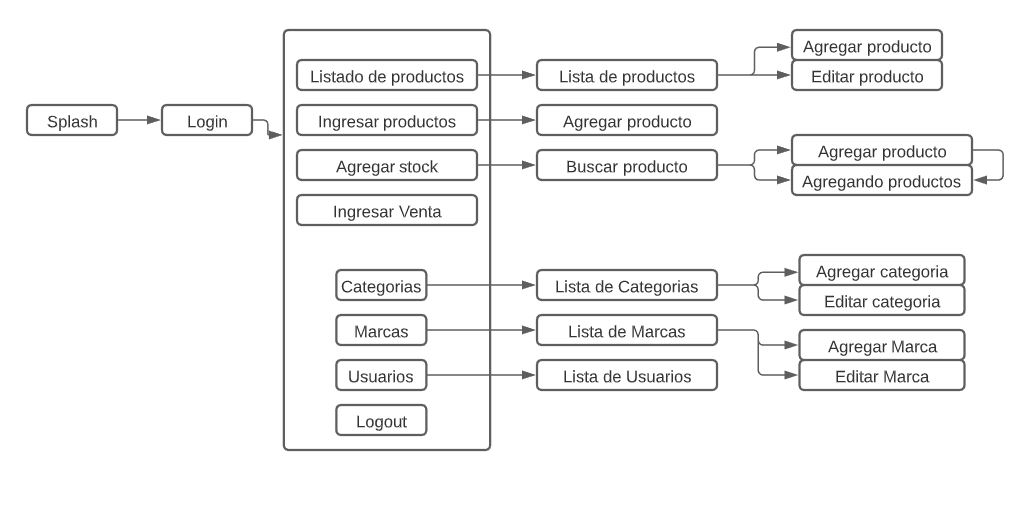 Splash
Login
Listado de productos
Ingresar productos
Agregar stock
Ingresar Venta
Categorias
Marcas
Usuarios
Logout
Lista de productos
Agregar producto
Buscar producto
Lista de Categorias
Lista de Marcas
Lista de Usuarios
Agregar producto
Editar producto
Agregar producto
Agregando productos
Agregar categoria
Editar categoria
Agregar Marca
Editar Marca